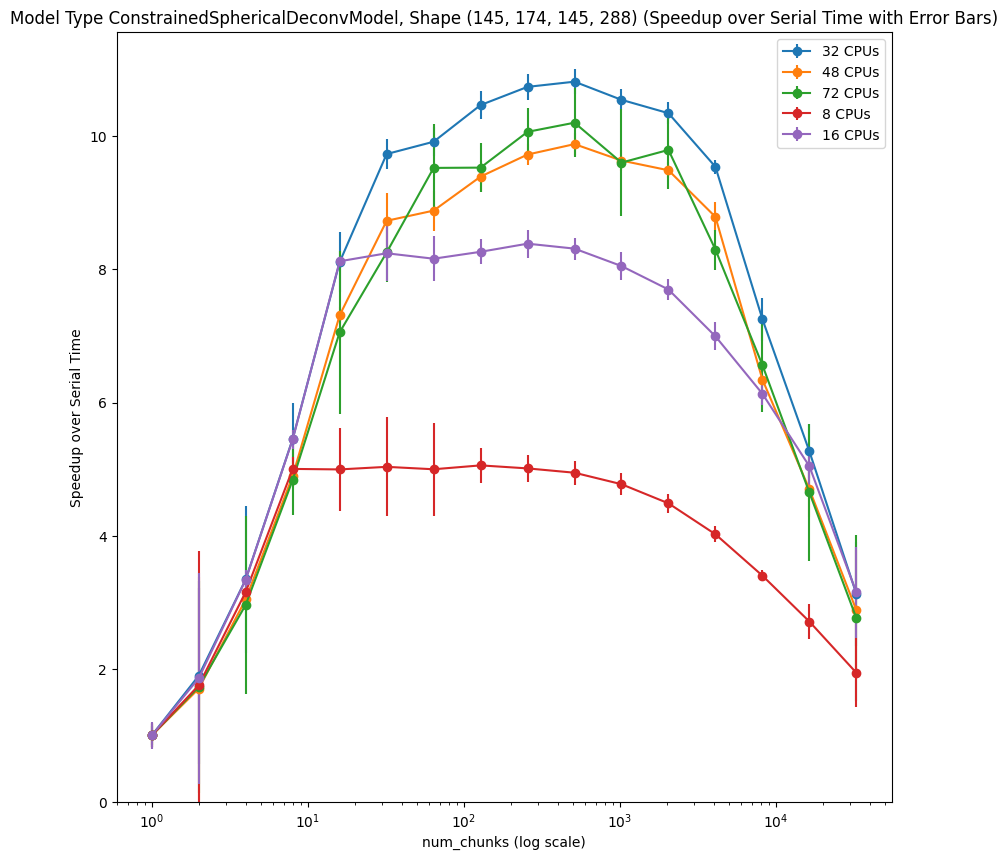 Model Type ConstrainedSphericalDeconvModel, Shape (145, 174, 145, 288) (Speedup over Serial Time with Error Bars)
32 CPUs
48 CPUs
72 CPUs
8 CPUs
16 CPUs
Speedup over Serial Time
10
8
6
4
2
0
10⁰ 10¹ 10² 10³ 10⁴
num_chunks (log scale)